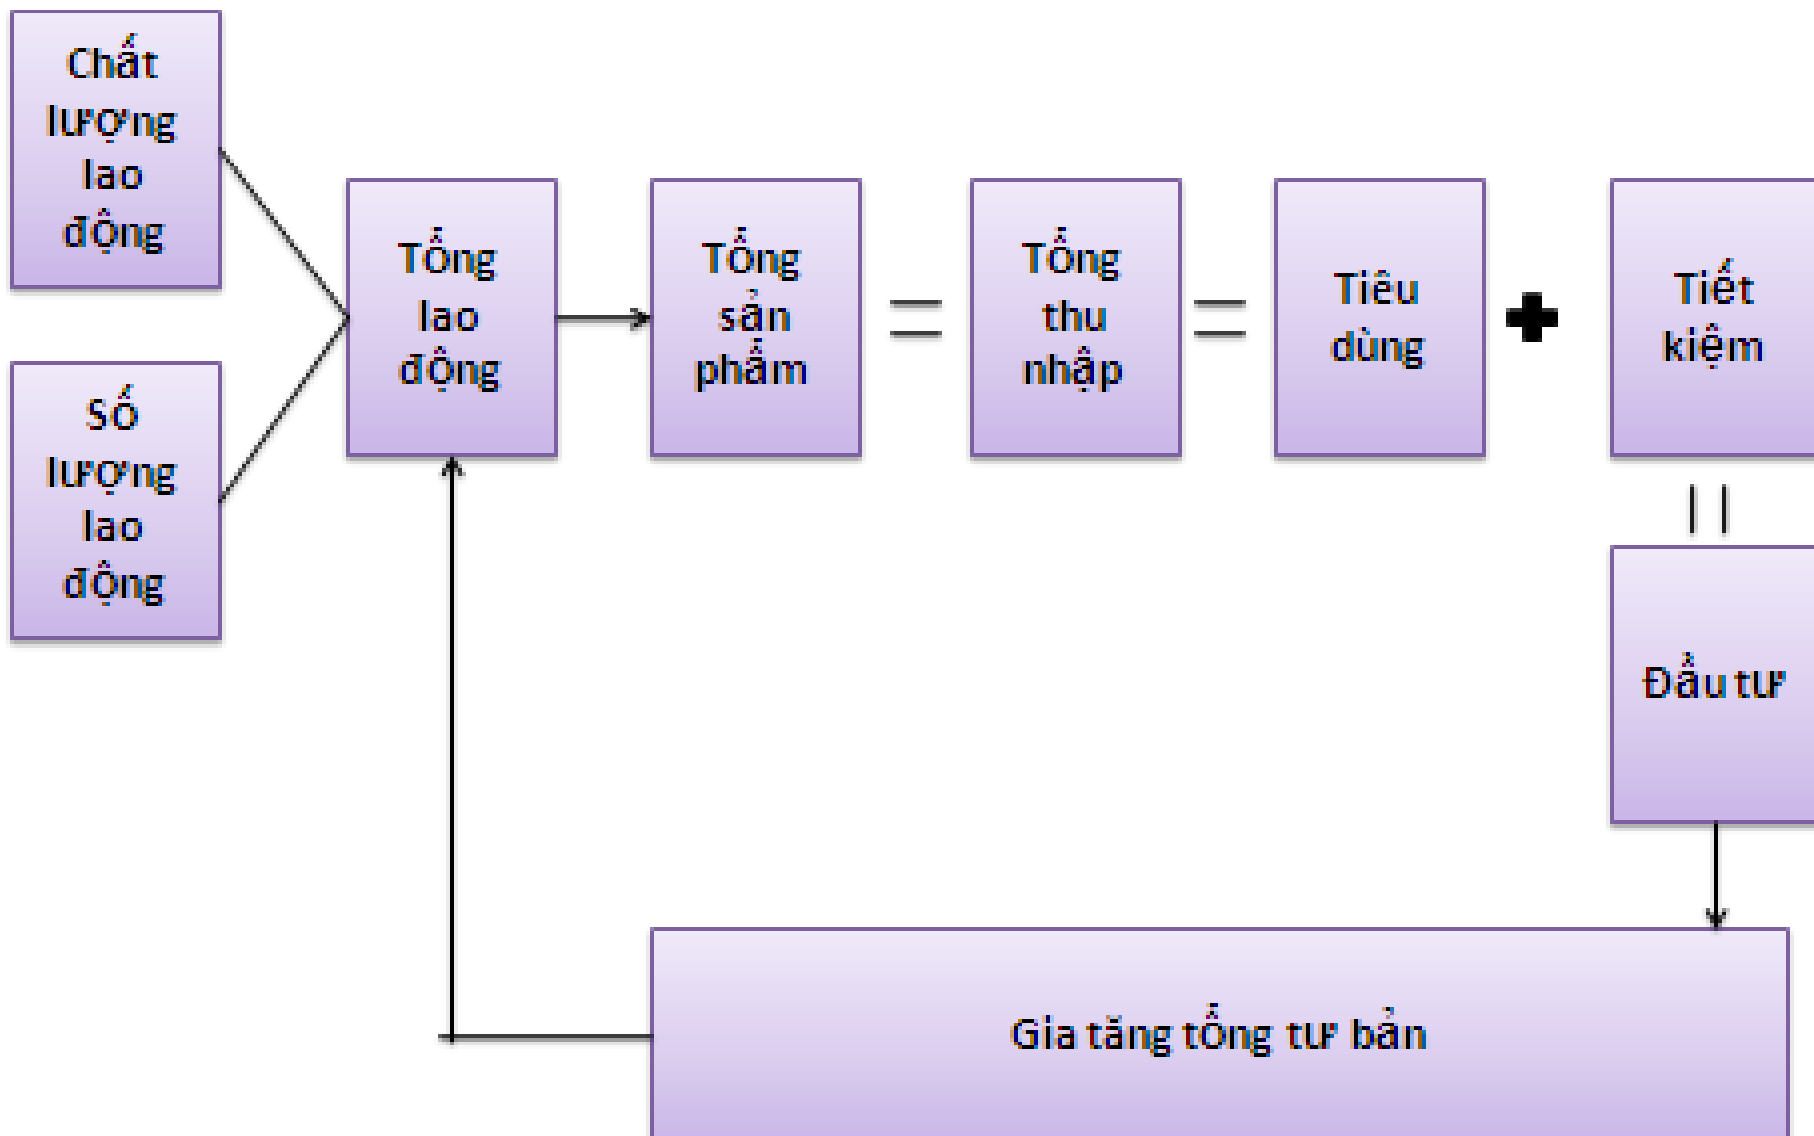 Chất
lượng
lao
động
Số
lượng
lao
động
Tổng
lao
động
Tổng
sản
phẩm
Tổng
thu
nhập
Tiêu
dùng
Tiết
kiệm
Đầu tư
Gia tăng tổng tư bản